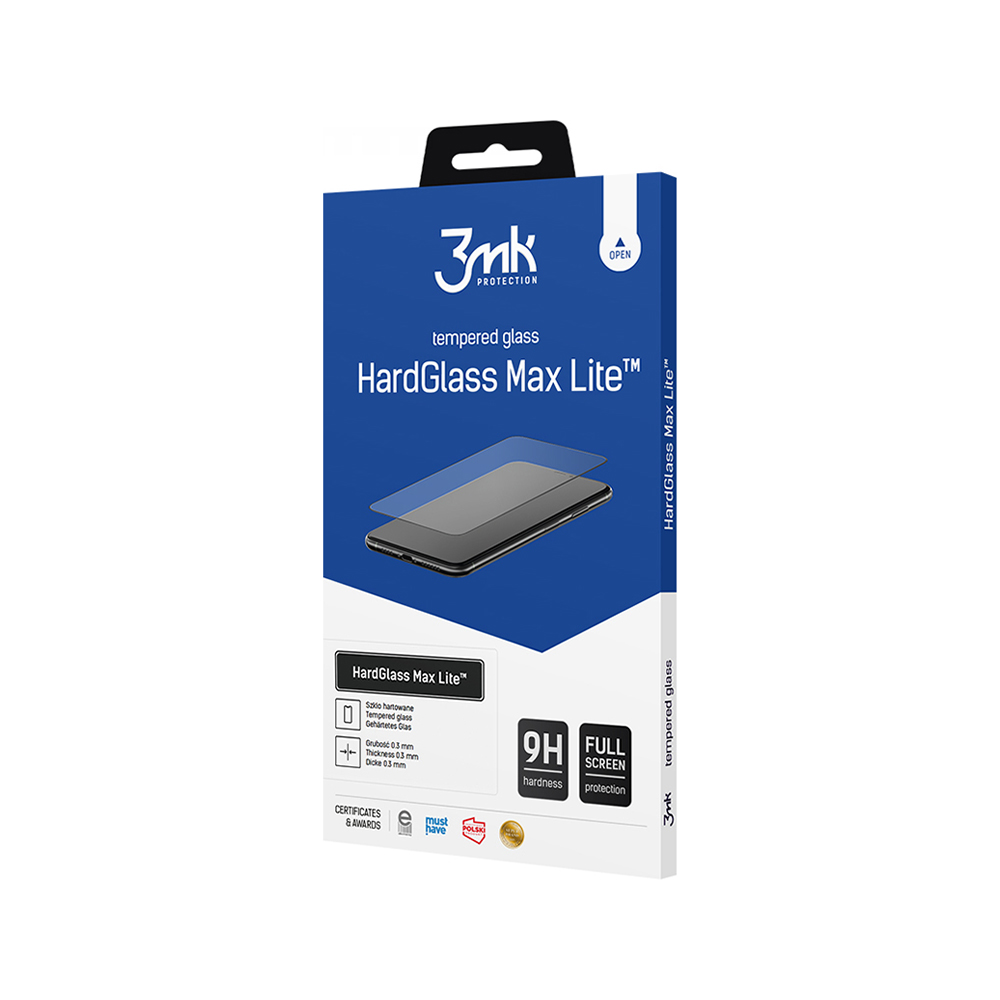 OPEN
3mk
PROTECTION
tempered glass
HardGlass Max Lite™
HardGlass Max Lite™
Szkło hartowane
Tempered glass
Gehärtetes Glas
Grubość 0.3 mm
Thickness 0.3 mm
Dicke 0.3 mm
9H
hardness
FULL
SCREEN
protection
CERTIFICATES
& AWARDS
e
must
have
POLSKI
HardGlass Max Lite™
tempered glass
3mk